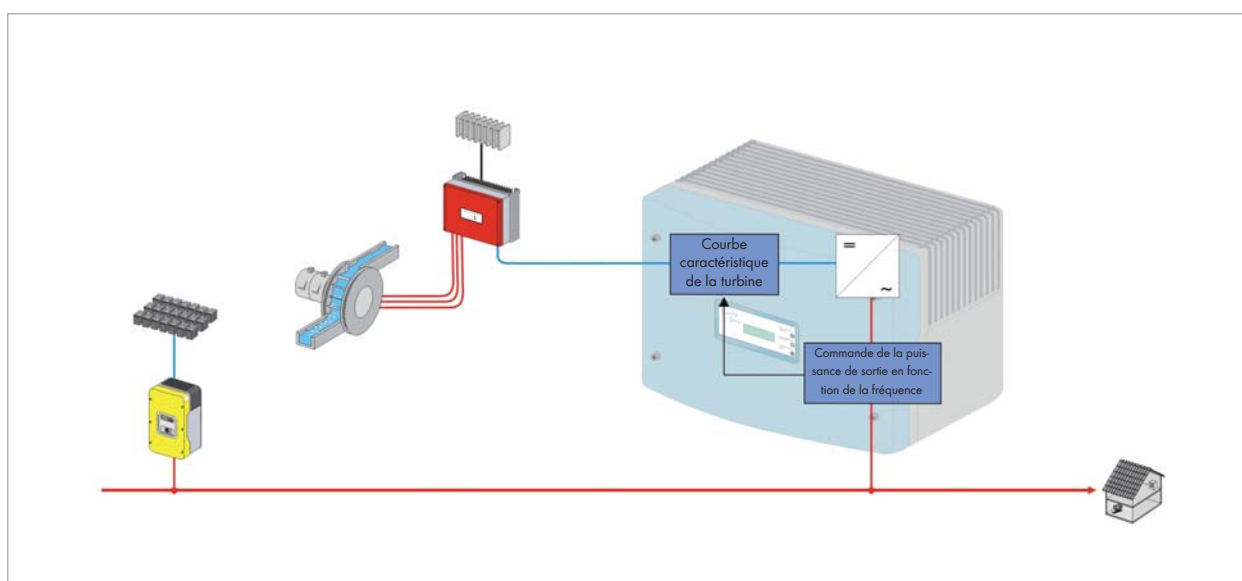 Courbe
caractéristique
de la turbine
=
~
Commande de la puis-
sance de sortie en fonc-
tion de la fréquence